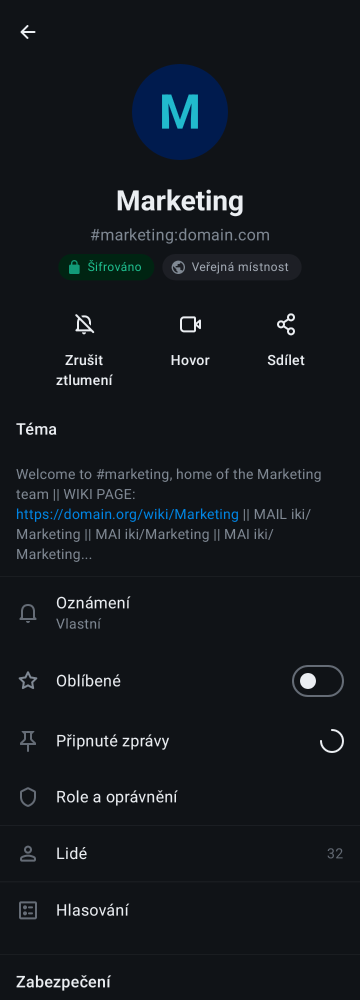 M
Marketing
#marketing:domain.com
Šifrováno
Veřejná místnost
Zrušit
ztlumení
Hovor
Sdílet
Téma
Welcome to #marketing, home of the Marketing
team || WIKI PAGE:
https://domain.org/wiki/Marketing || MAIL iki/
Marketing || MAI iki/Marketing || MAI iki/
Marketing...
Oznámení
Vlastní
Oblíbené
Připnuté zprávy
Role a oprávnění
Lidé
32
Hlasování
Zabezpečení